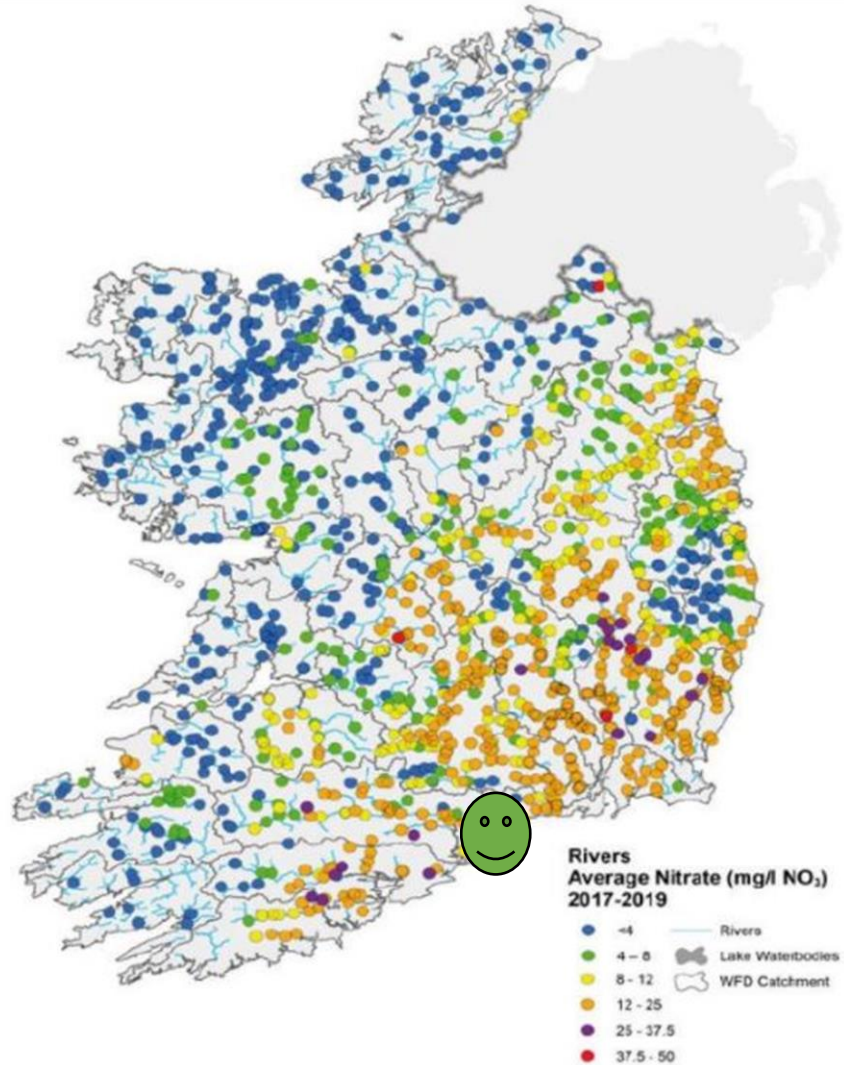 Rivers
Average Nitrate (mg/l NO₃)
2017-2019
<4
Rivers
4 – 8
Lake Waterbodies
8 - 12
WFD Catchment
12 - 25
25 - 37.5
37.5 - 50